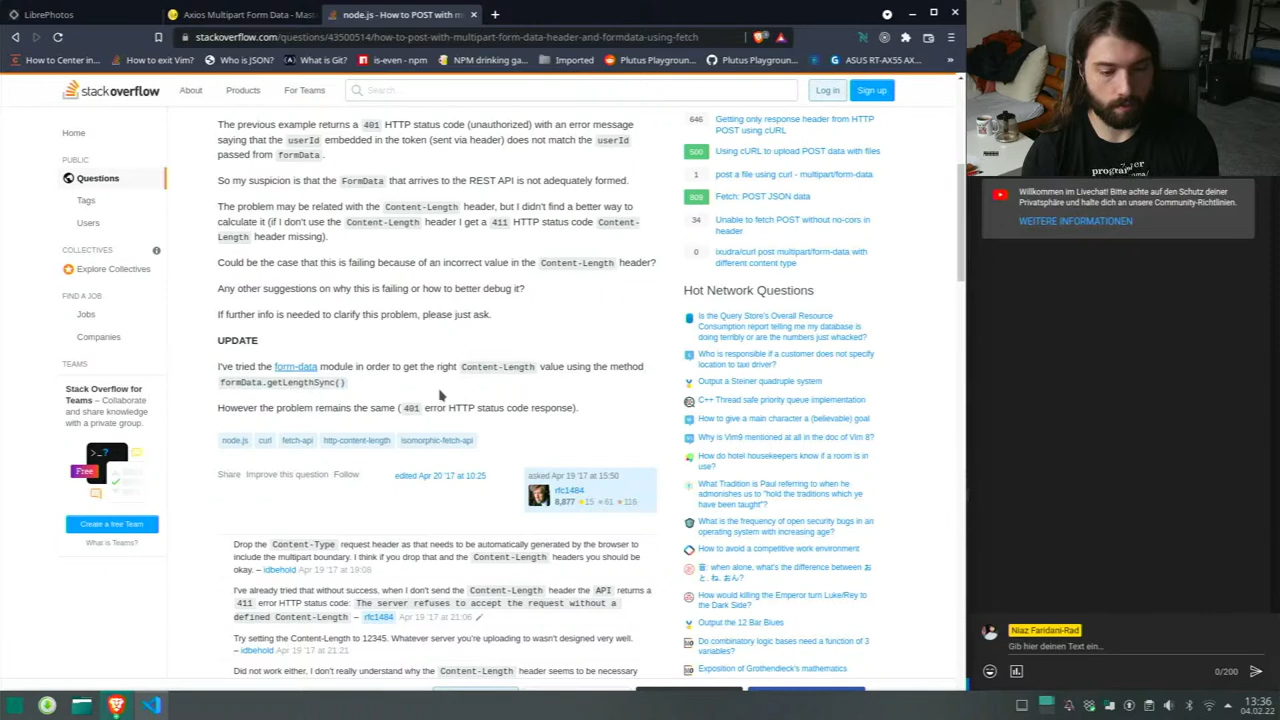 LibrePhotos
Axios Multipart Form Data - Mast
node.js - How to POST with m
stackoverflow.com/questions/43500514/how-to-post-with-multipart-form-data-header-and-formdata-using-fetch
How to Center in...
How to exit Vim?
Who is JSON?
What is Git?
is-even - npm
NPM drinking ga...
Imported
Plutus Playgroun...
Plutus Playgroun...
ASUS RT-AX55 AX...
stackoverflow
About
Products
For Teams
Search...
Log in
Sign up
Home
PUBLIC
Questions
Tags
Users
COLLECTIVES
Explore Collectives
FIND A JOB
Jobs
Companies
TEAMS
Stack Overflow for
Teams – Collaborate
and share knowledge
with a private group.
Free
Create a free Team
What is Teams?
The previous example returns a 401 HTTP status code (unauthorized) with an error message
saying that the userId embedded in the token (sent via header) does not match the userId
passed from formData.
So my suspicion is that the FormData that arrives to the REST API is not adequately formed.
The problem may be related with the Content-Length header, but I didn't find a better way to
calculate it (if I don't use the Content-Length header I get a 411 HTTP status code Content-
Length header missing).
Could be the case that this is failing because of an incorrect value in the Content-Length header?
Any other suggestions on why this is failing or how to better debug it?
If further info is needed to clarify this problem, please just ask.
UPDATE
I've tried the form-data module in order to get the right Content-Length value using the method
formData.getLengthSync()
However the problem remains the same (401 error HTTP status code response).
node.js curl fetch-api http-content-length isomorphic-fetch-api
Share Improve this question Follow
edited Apr 20 '17 at 10:25
asked Apr 19 '17 at 15:50
rfc1484
8,877 15 61 116
Drop the Content-Type request header as that needs to be automatically generated by the browser to
include the multipart boundary. I think if you drop that and the Content-Length headers you should be
okay. – idbehold Apr 19 '17 at 19:08
I've already tried that without success, when I don't send the Content-Length header the API returns a
411 error HTTP status code: The server refuses to accept the request without a
defined Content-Length – rfc1484 Apr 19 '17 at 21:06
Try setting the Content-Length to 12345. Whatever server you're uploading to wasn't designed very well.
– idbehold Apr 19 '17 at 21:21
Did not work either, I don't really understand why the Content-Length header seems to be necessary
646 Getting only response header from HTTP
POST using cURL
500 Using cURL to upload POST data with files
1 post a file using curl - multipart/form-data
805 Fetch: POST JSON data
34 Unable to fetch POST without no-cors in
header
0 ixudra/curl post multipart/form-data with
different content type
Hot Network Questions
Is the Query Store's Overall Resource
Consumption report telling me my database is
doing terribly or are the numbers just whacked?
Who is responsible if a customer does not specify
location to taxi driver?
Output a Steiner quadruple system
C++ Thread safe priority queue implementation
How to give a main character a (believable) goal
Why is Vim9 mentioned at all in the doc of Vim 8?
How do hotel housekeepers know if a room is in
use?
What Tradition is Paul referring to when he
admonishes us to "hold the traditions which ye
have been taught"?
What is the frequency of open security bugs in an
operating system with increasing age?
How to avoid a competitive work environment
when alone, what's the difference between お
と, ね, おん?
How would killing the Emperor turn Luke/Rey to
the Dark Side?
Output the 12 Bar Blues
Do combinatory logic bases need a function of 3
variables?
Exposition of Grothendieck's mathematics
Willkommen im Livechat! Bitte achte auf den Schutz deiner
Privatsphäre und halte dich an unsere Community-Richtlinien.
WEITERE INFORMATIONEN
Niaz Faridani-Rad
Gib hier deinen Text ein...
0/200
13:36
04.02.22